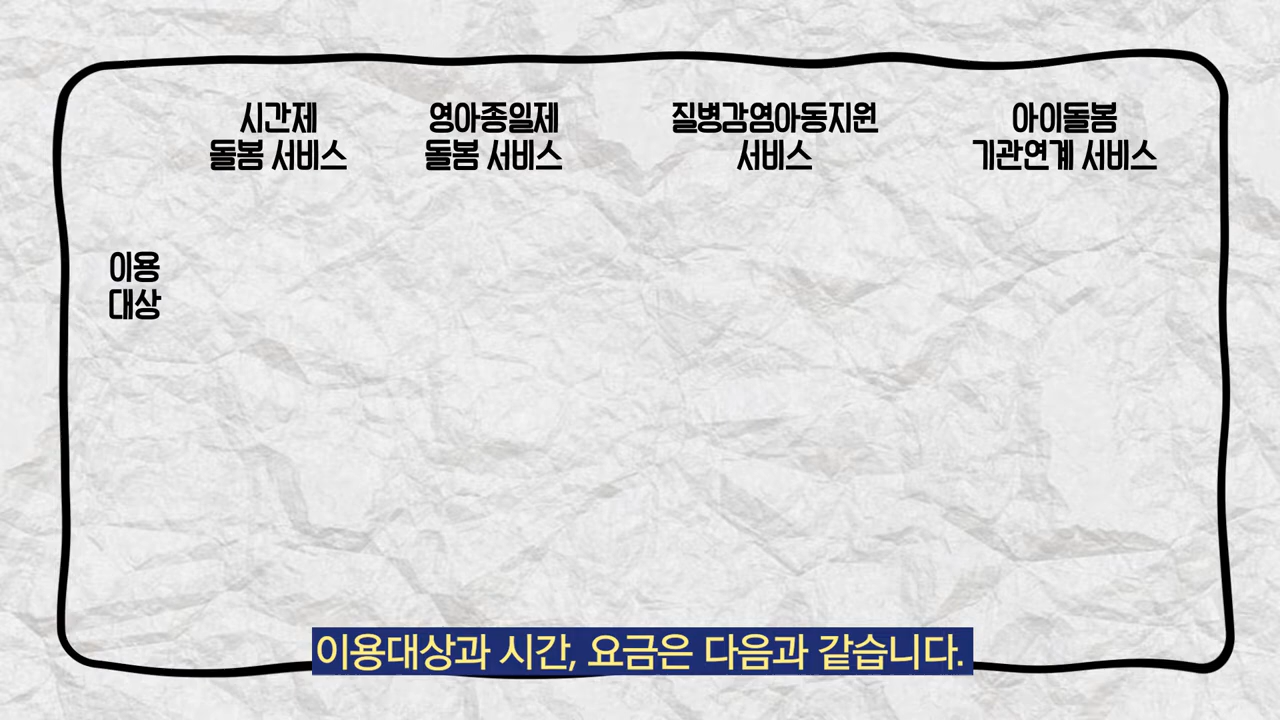 시간제
돌봄 서비스
영아종일제
돌봄 서비스
질병감염아동지원
서비스
아이돌봄
기관연계 서비스
이용
대상
이용대상과 시간, 요금은 다음과 같습니다.